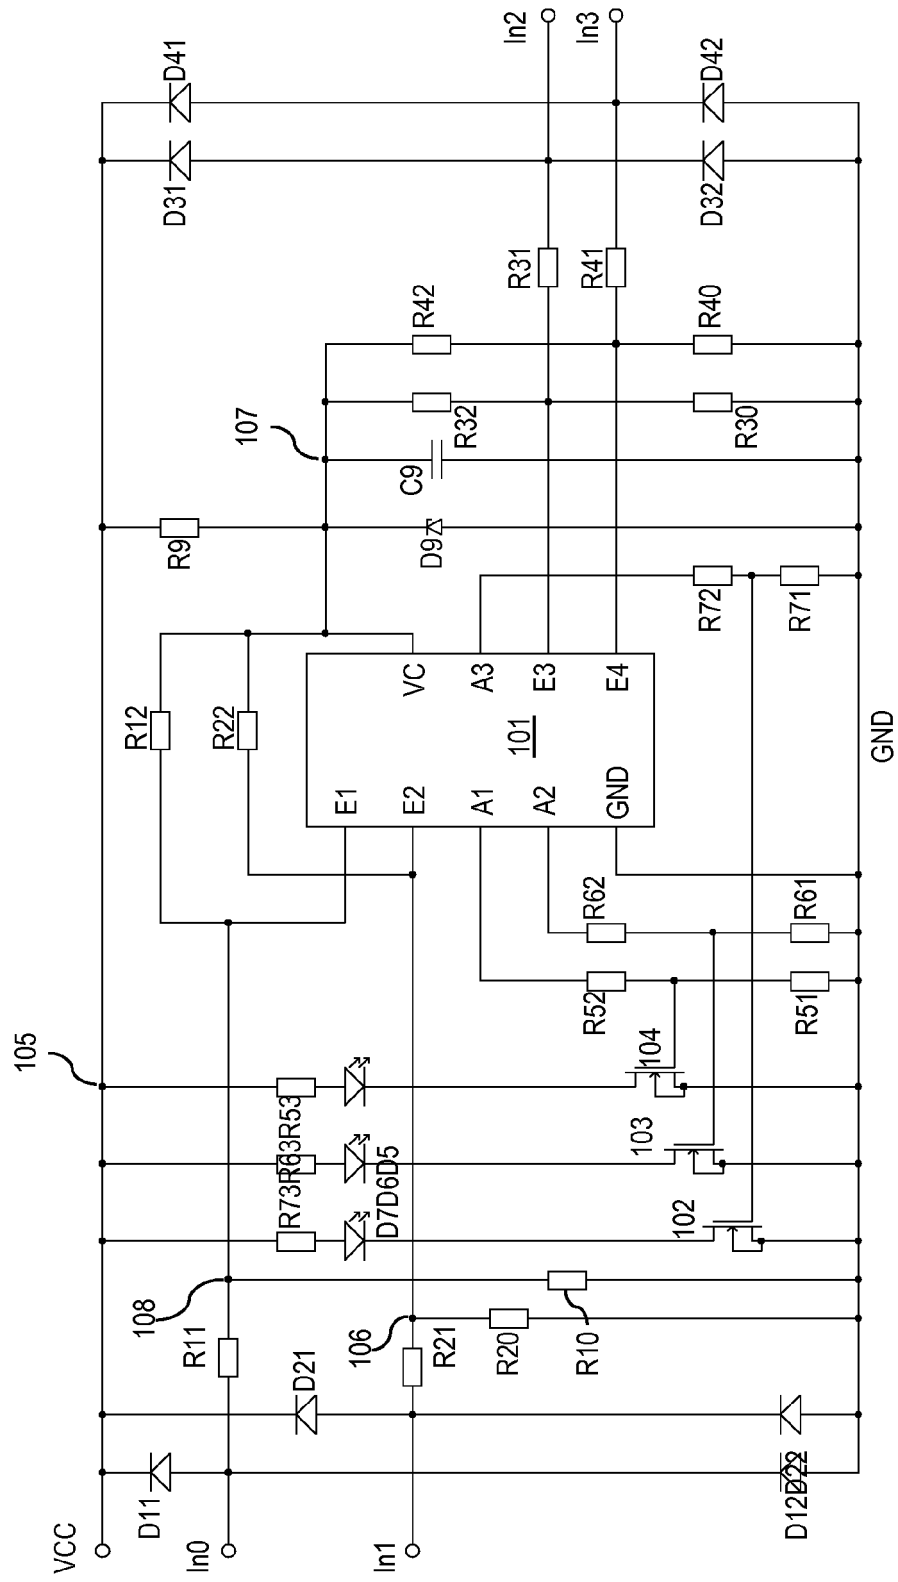 VCC
In0
In1
D11
D12
D22
D21
R11
R21
R20
R10
108
106
R73
R63
R53
D7
D6
D5
102
103
104
105
R52
R51
R62
R61
R12
R22
E1
E2
A1
A2
GND
101
VC
A3
E3
E4
GND
R72
R71
R9
D9
C9
107
R32
R30
R42
R40
R31
R41
D31
D32
D41
D42
In2
In3